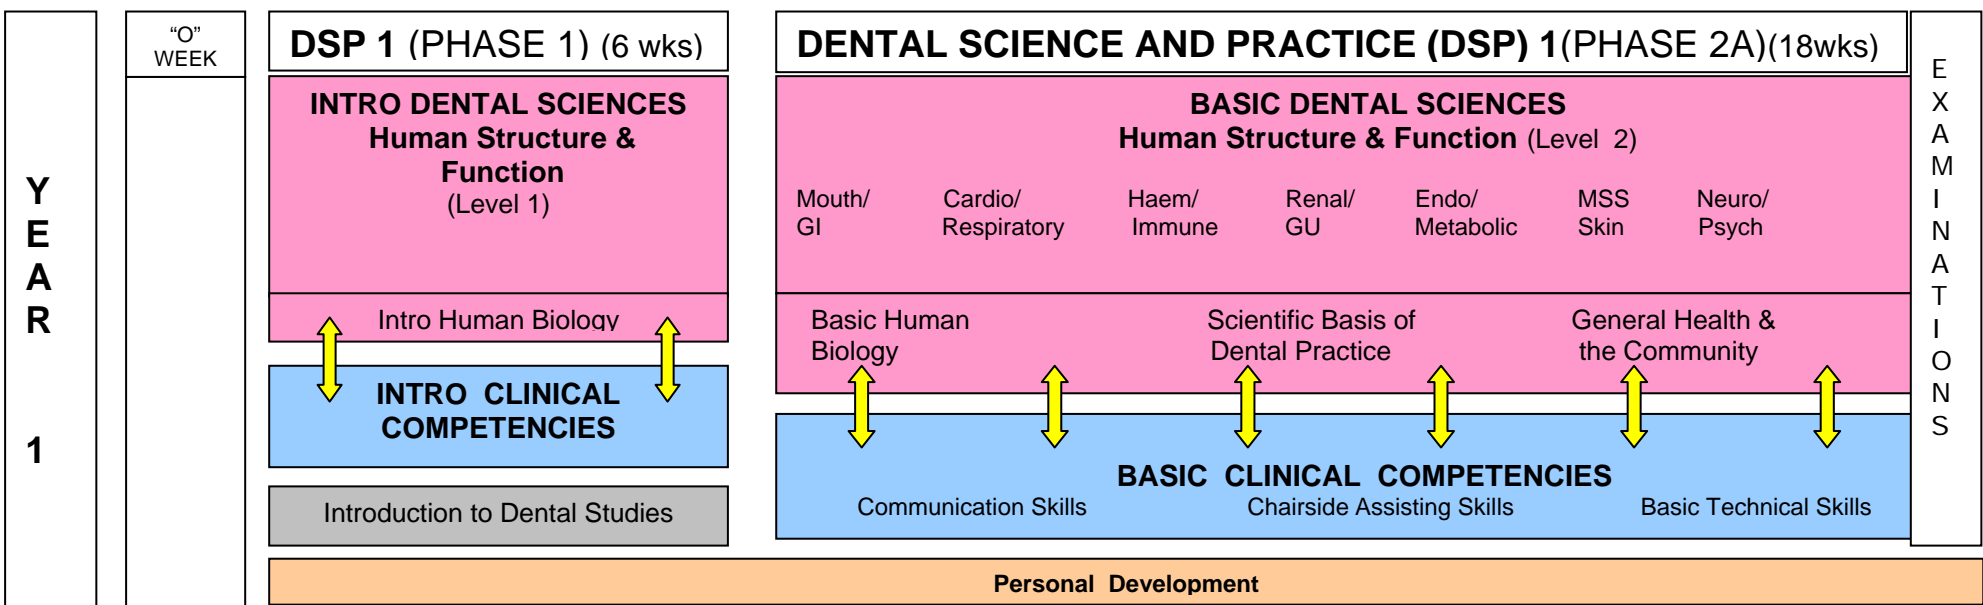 YEAR 1
“O”
WEEK
DSP 1 (PHASE 1) (6 wks)
INTRO DENTAL SCIENCES
Human Structure &
Function
(Level 1)
Intro Human Biology
INTRO CLINICAL
COMPETENCIES
Introduction to Dental Studies
DENTAL SCIENCE AND PRACTICE (DSP) 1(PHASE 2A)(18wks)
BASIC DENTAL SCIENCES
Human Structure & Function (Level 2)
Mouth/ Cardio/ Haem/ Renal/ Endo/ MSS Neuro/
GI Respiratory Immune GU Metabolic Skin Psych
Basic Human Scientific Basis of General Health &
Biology Dental Practice the Community
BASIC CLINICAL COMPETENCIES
Communication Skills Chairside Assisting Skills Basic Technical Skills
EXAMINATIONS
Personal Development